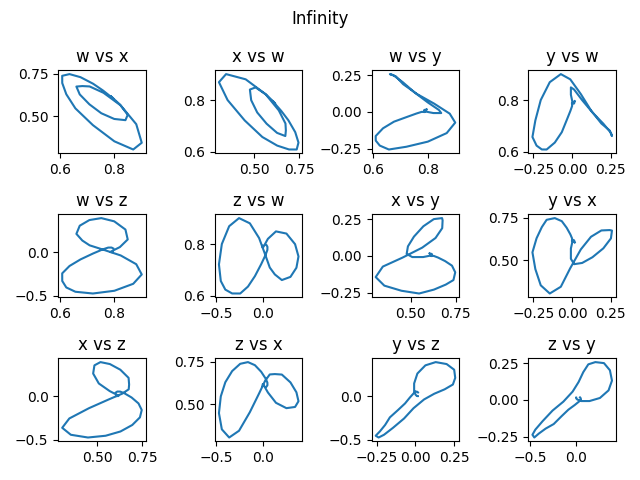 Infinity
w vs x
x vs w
w vs y
y vs w
0.75
0.50
0.6 0.8
0.8
0.6
0.50 0.75
0.25
0.00
−0.25
0.6 0.8
0.8
0.6
−0.25 0.00 0.25
w vs z
z vs w
x vs y
y vs x
0.0
−0.5
0.6 0.8
0.8
0.6
−0.5 0.0
0.25
0.00
−0.25
0.50 0.75
0.75
0.50
−0.25 0.00 0.25
x vs z
z vs x
y vs z
z vs y
0.0
−0.5
0.50 0.75
0.75
0.50
−0.5 0.0
0.0
−0.5
−0.25 0.00 0.25
0.25
0.00
−0.25
−0.5 0.0